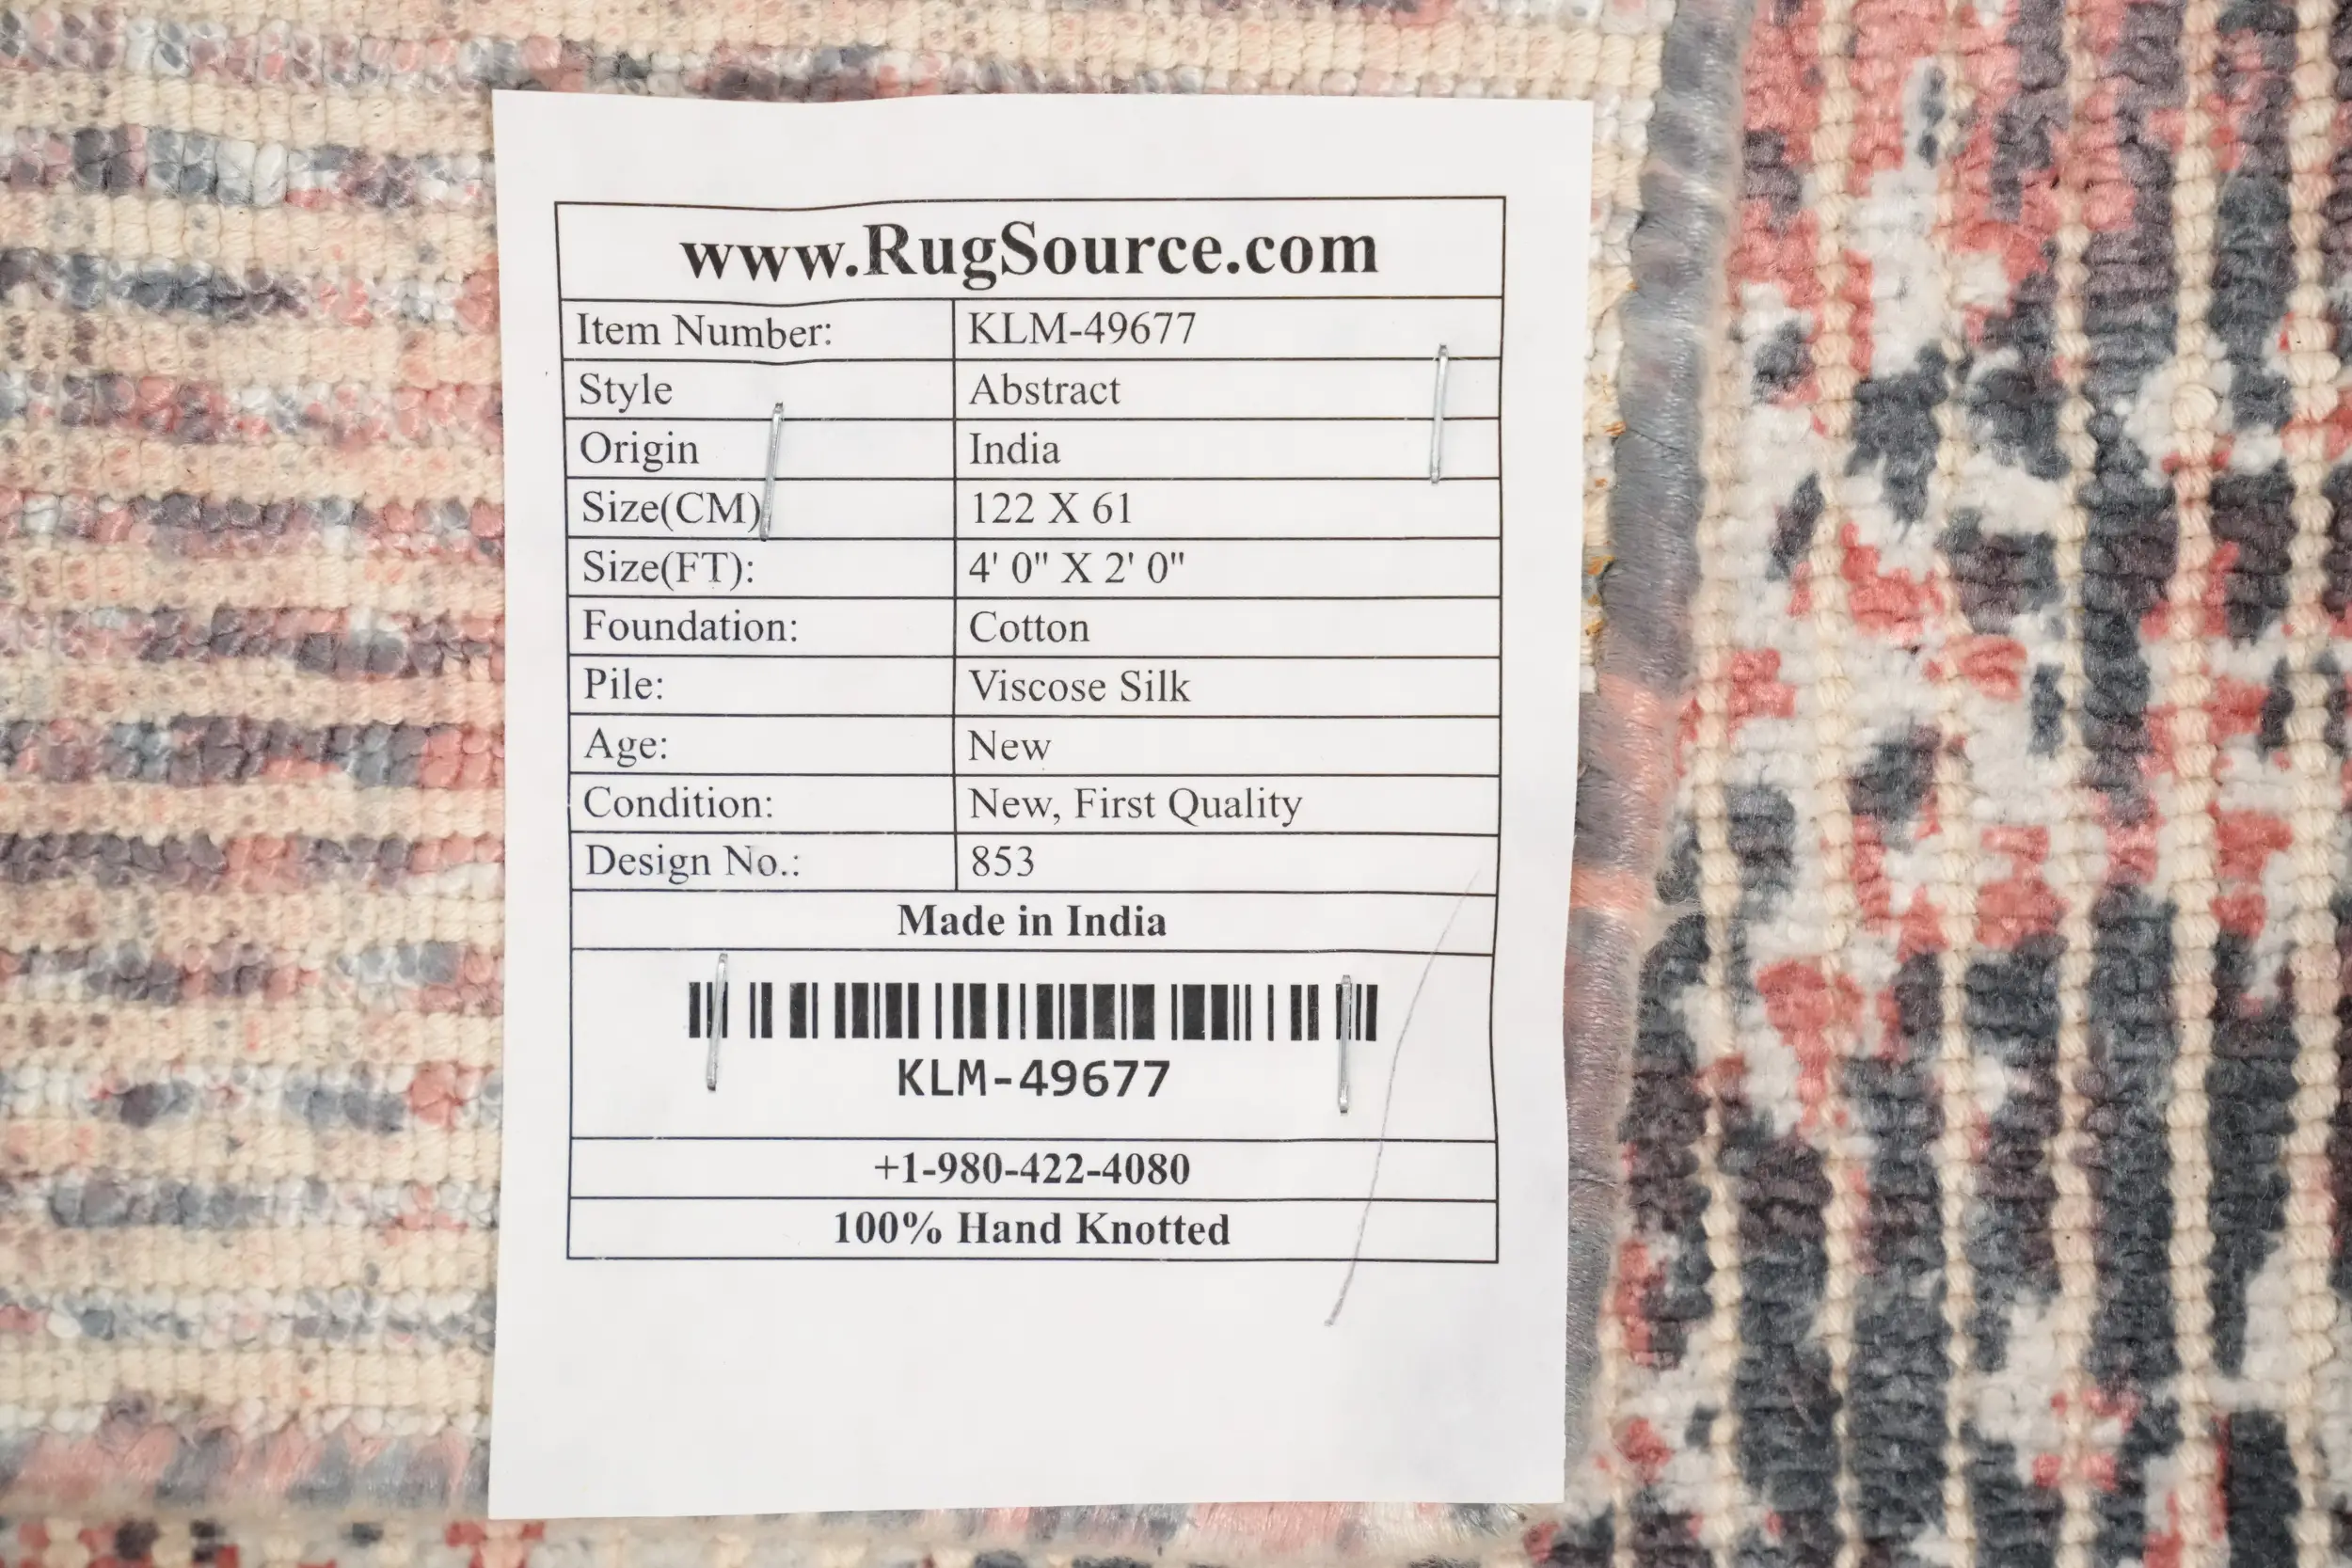 www.RugSource.com
Item Number: KLM-49677
Style Abstract
Origin India
Size(CM) 122 X 61
Size(FT): 4' 0" X 2' 0"
Foundation: Cotton
Pile: Viscose Silk
Age: New
Condition: New, First Quality
Design No.: 853
Made in India
KLM-49677
+1-980-422-4080
100% Hand Knotted